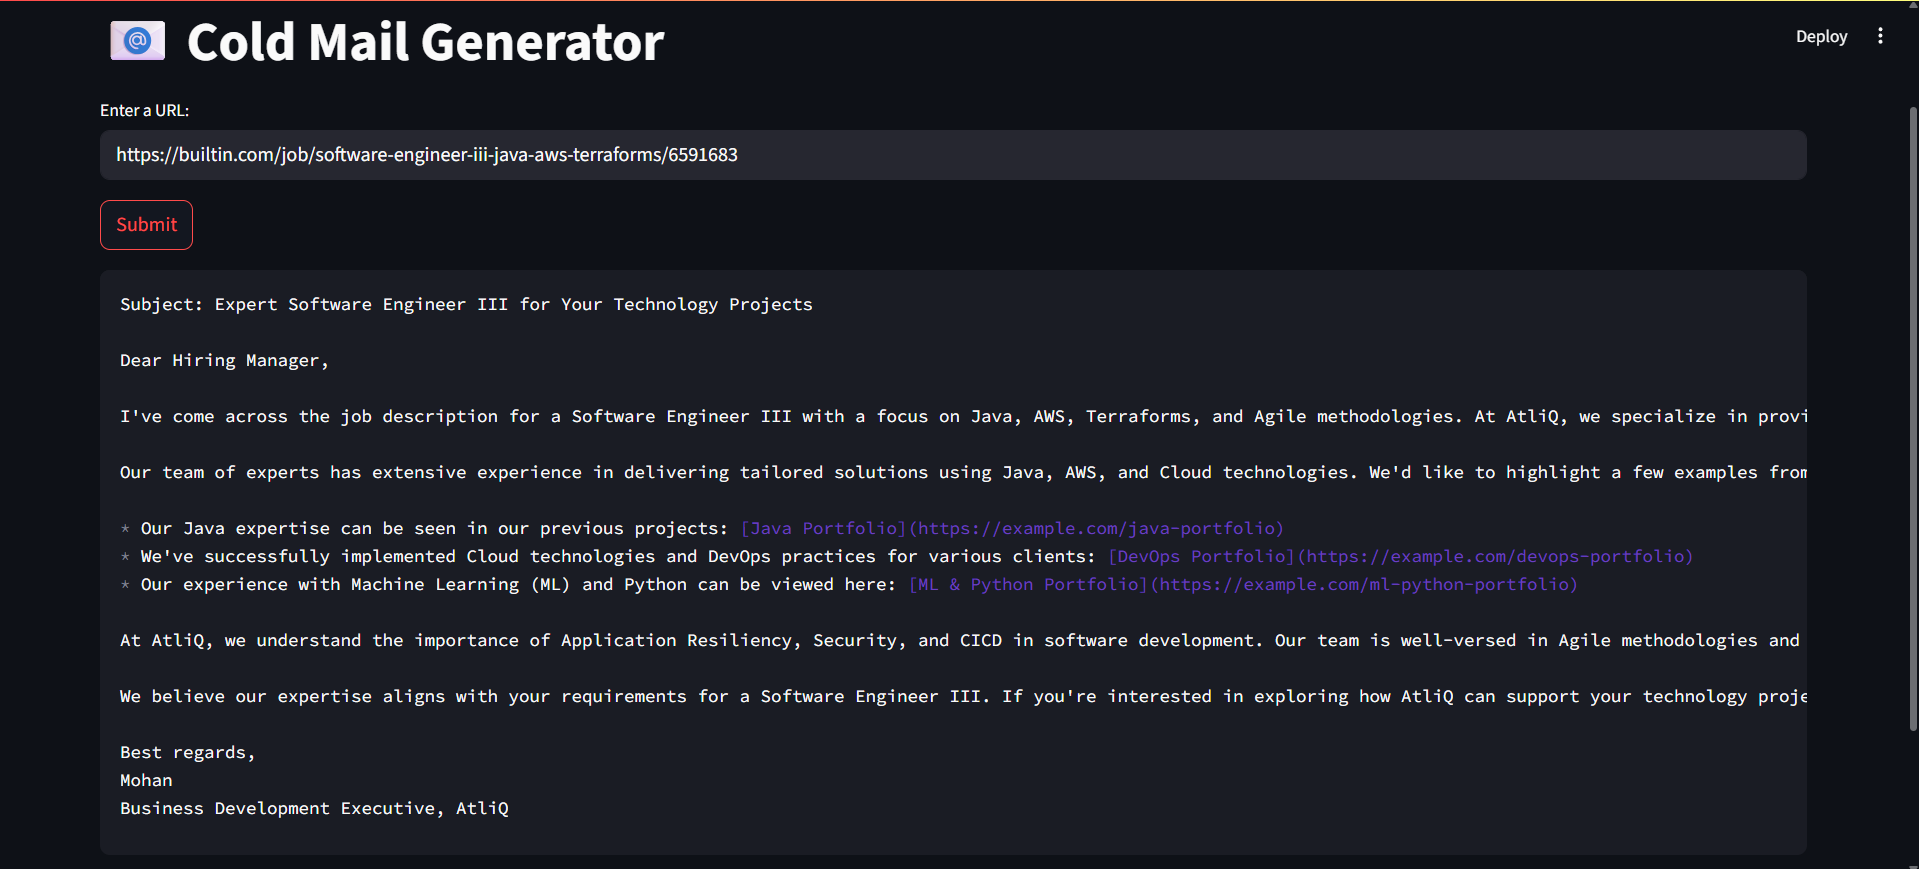 Cold Mail Generator
Deploy
Enter a URL:
https://builtin.com/job/software-engineer-iii-java-aws-terraforms/6591683
Submit
Subject: Expert Software Engineer III for Your Technology Projects
Dear Hiring Manager,
I've come across the job description for a Software Engineer III with a focus on Java, AWS, Terraforms, and Agile methodologies. At AtliQ, we specialize in provi
Our team of experts has extensive experience in delivering tailored solutions using Java, AWS, and Cloud technologies. We'd like to highlight a few examples from
* Our Java expertise can be seen in our previous projects: [Java Portfolio](https://example.com/java-portfolio)
* We've successfully implemented Cloud technologies and DevOps practices for various clients: [DevOps Portfolio](https://example.com/devops-portfolio)
* Our experience with Machine Learning (ML) and Python can be viewed here: [ML & Python Portfolio](https://example.com/ml-python-portfolio)
At AtliQ, we understand the importance of Application Resiliency, Security, and CICD in software development. Our team is well-versed in Agile methodologies and
We believe our expertise aligns with your requirements for a Software Engineer III. If you're interested in exploring how AtliQ can support your technology proje
Best regards,
Mohan
Business Development Executive, AtliQ